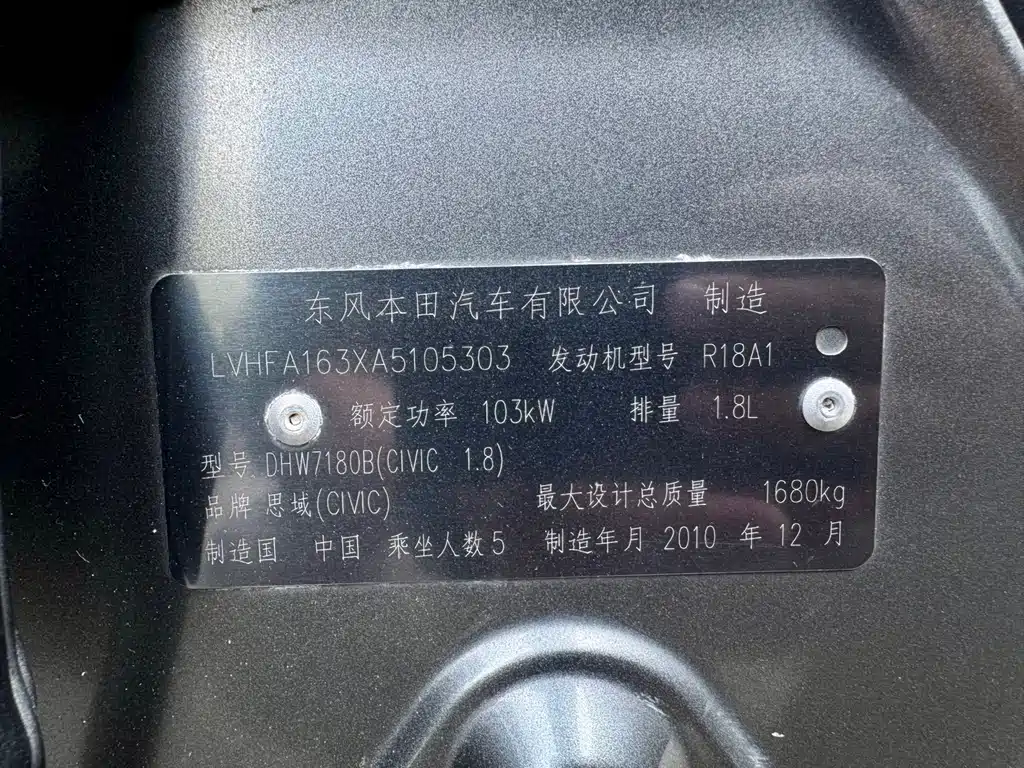 东风本田汽车有限公司 制造
LVHFA163XA5105303 发动机型号 R18A1
额定功率 103kW 排量 1.8L
型号 DHW7180B(CIVIC 1.8)
品牌 思域(CIVIC) 最大设计总质量 1680kg
制造国 中国 乘坐人数 5 制造年月 2010 年 12 月